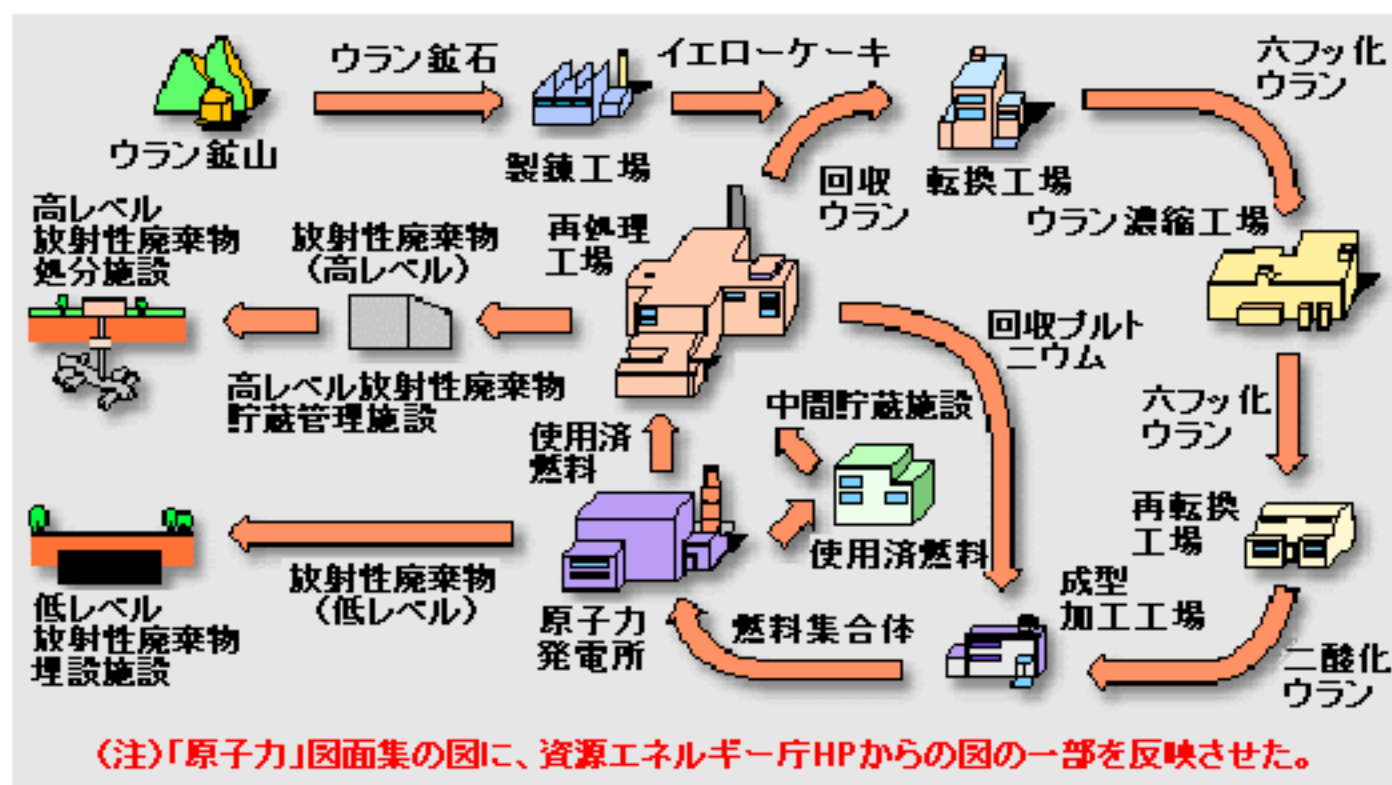 ウラン鉱石
イエローケーキ
六フッ化
ウラン
ウラン鉱山
製錬工場
回収
ウラン
転換工場
ウラン濃縮工場
高レベル
放射性廃棄物
処分施設
放射性廃棄物
(高レベル)
再処理
工場
回収プルト
ニウム
高レベル放射性廃棄物
貯蔵管理施設
中間貯蔵施設
六フッ化
ウラン
使用済
燃料
再転換
工場
使用済燃料
放射性廃棄物
(低レベル)
低レベル
放射性廃棄物
埋設施設
原子力
発電所
燃料集合体
成型
加工工場
二酸化
ウラン
(注)「原子力」図面集の図に、資源エネルギー庁HPからの図の一部を反映させた。